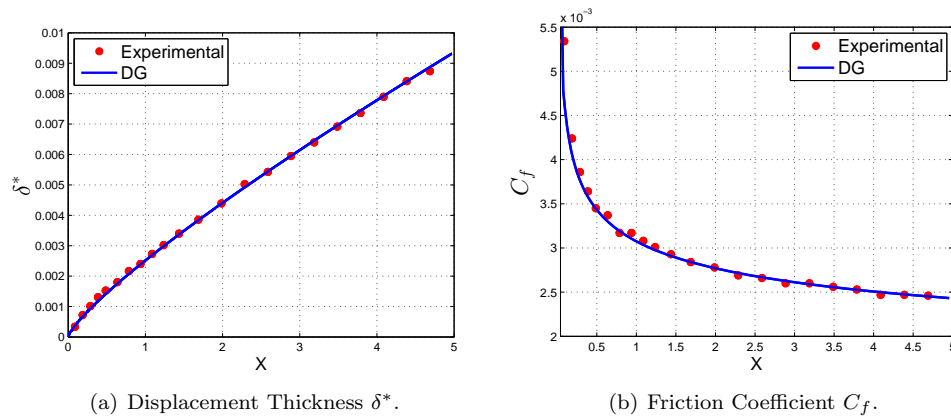 0.01
0.009
0.008
0.007
0.006
0.005
0.004
0.003
0.002
0.001
0
0 1 2 3 4 5
δ*
X
Experimental
DG
(a) Displacement Thickness δ*.
x 10⁻³
5.5
5
4.5
4
3.5
3
2.5
2
0.5 1 1.5 2 2.5 3 3.5 4 4.5 5
C_f
X
Experimental
DG
(b) Friction Coefficient C_f.